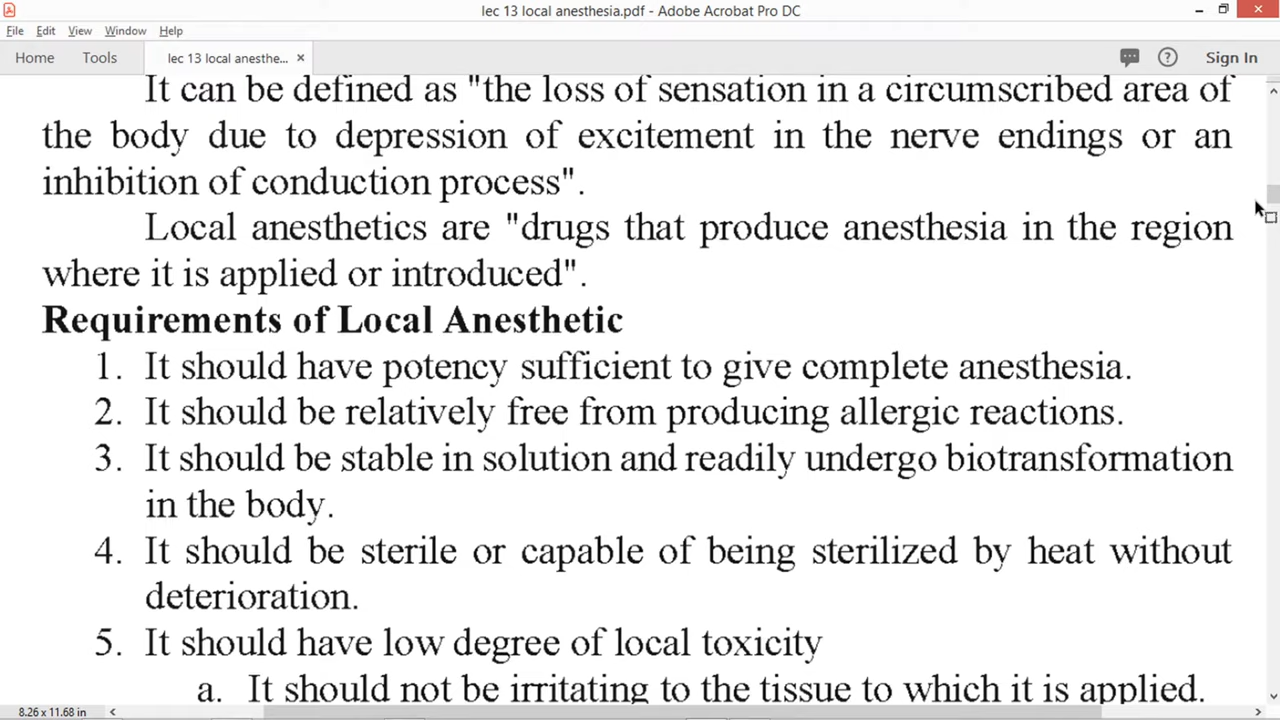 lec 13 local anesthesia.pdf - Adobe Acrobat Pro DC
File Edit View Window Help
Home Tools lec 13 local anesthe... × Sign In
It can be defined as "the loss of sensation in a circumscribed area of
the body due to depression of excitement in the nerve endings or an
inhibition of conduction process".
Local anesthetics are "drugs that produce anesthesia in the region
where it is applied or introduced".
Requirements of Local Anesthetic
1. It should have potency sufficient to give complete anesthesia.
2. It should be relatively free from producing allergic reactions.
3. It should be stable in solution and readily undergo biotransformation
in the body.
4. It should be sterile or capable of being sterilized by heat without
deterioration.
5. It should have low degree of local toxicity
a. It should not be irritating to the tissue to which it is applied.
8.26 x 11.68 in